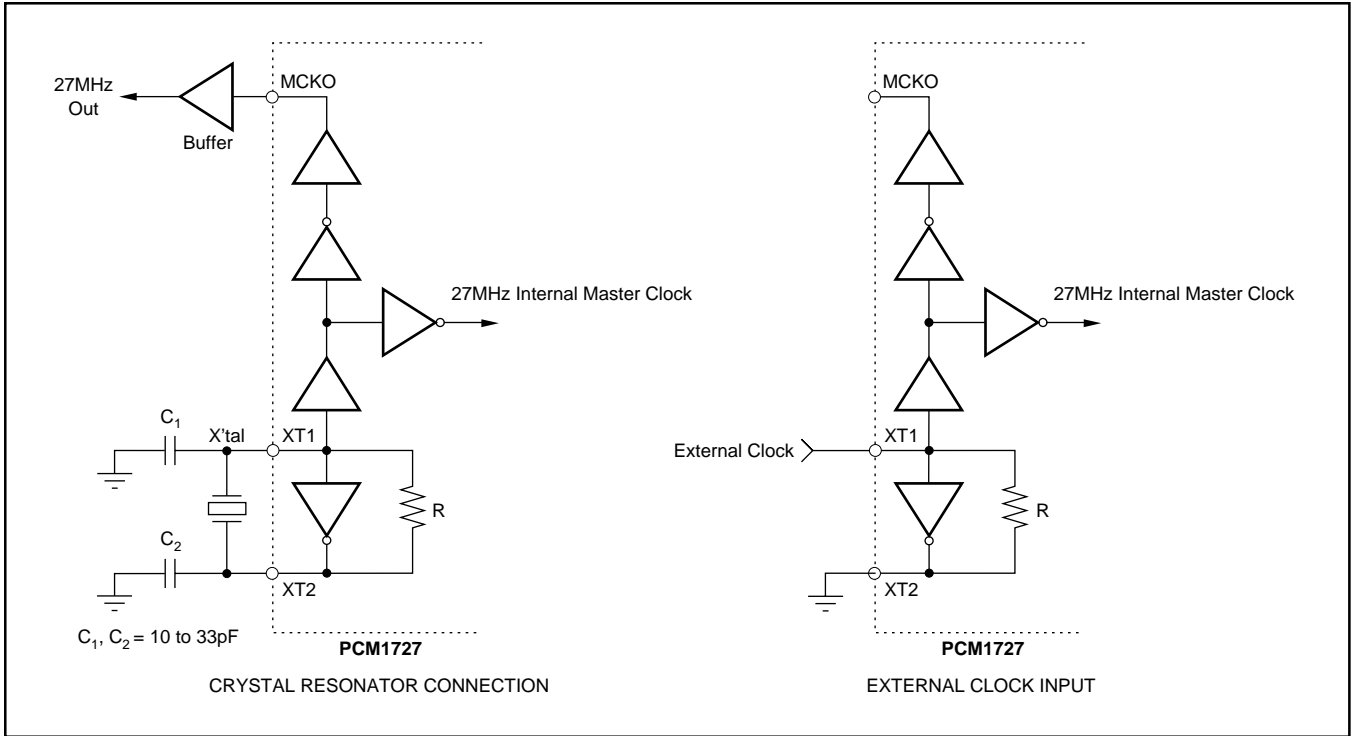 MCKO
27MHz
Out
Buffer
27MHz Internal Master Clock
C1
X'tal
XT1
R
C2
XT2
C1, C2 = 10 to 33pF
PCM1727
CRYSTAL RESONATOR CONNECTION
MCKO
27MHz Internal Master Clock
External Clock
XT1
R
XT2
PCM1727
EXTERNAL CLOCK INPUT